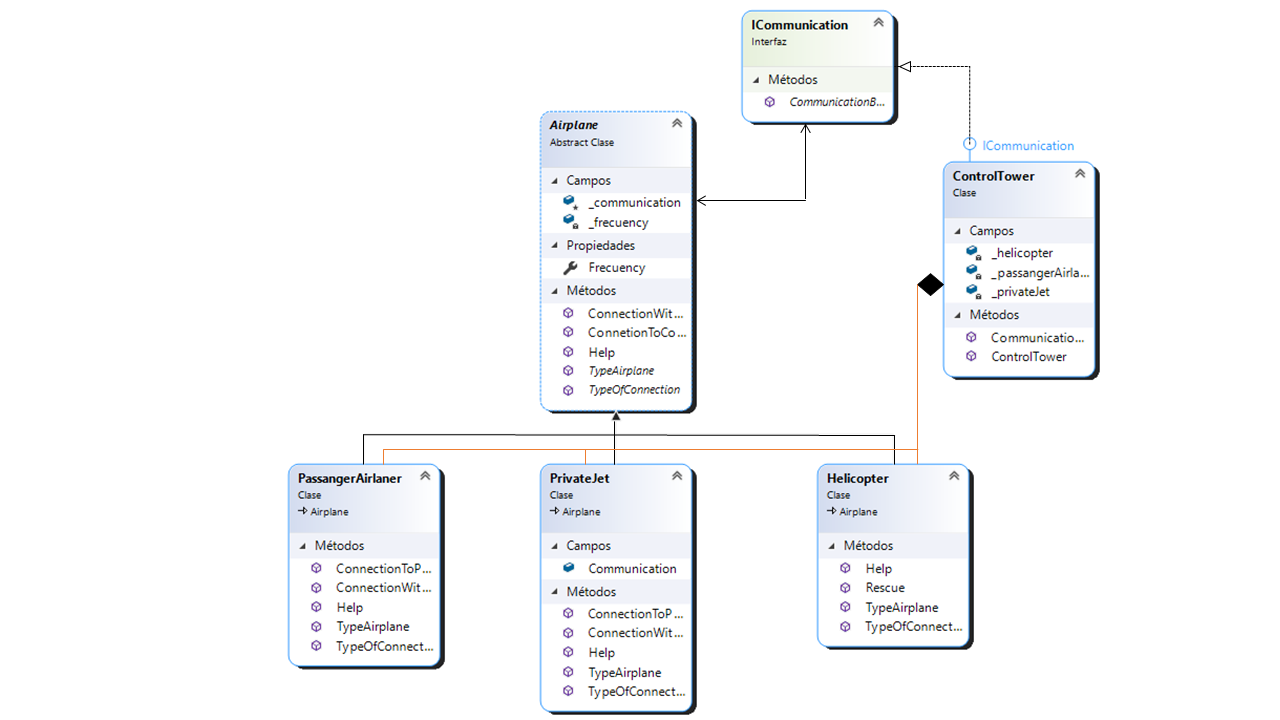 ICommunication
Interfaz
Métodos
CommunicationB...
Airplane
Abstract Clase
Campos
_communication
_frecuency
Propiedades
Frecuency
Métodos
ConnectionWit...
ConnetionToCo...
Help
TypeAirplane
TypeOfConnection
ICommunication
ControlTower
Clase
Campos
_helicopter
_passangerAirla...
_privateJet
Métodos
Communicatio...
ControlTower
PassangerAirlaner
Clase
Airplane
Métodos
ConnectionToP...
ConnectionWit...
Help
TypeAirplane
TypeOfConnect...
PrivateJet
Clase
Airplane
Campos
Communication
Métodos
ConnectionToP...
ConnectionWit...
Help
TypeAirplane
TypeOfConnect...
Helicopter
Clase
Airplane
Métodos
Help
Rescue
TypeAirplane
TypeOfConnect...